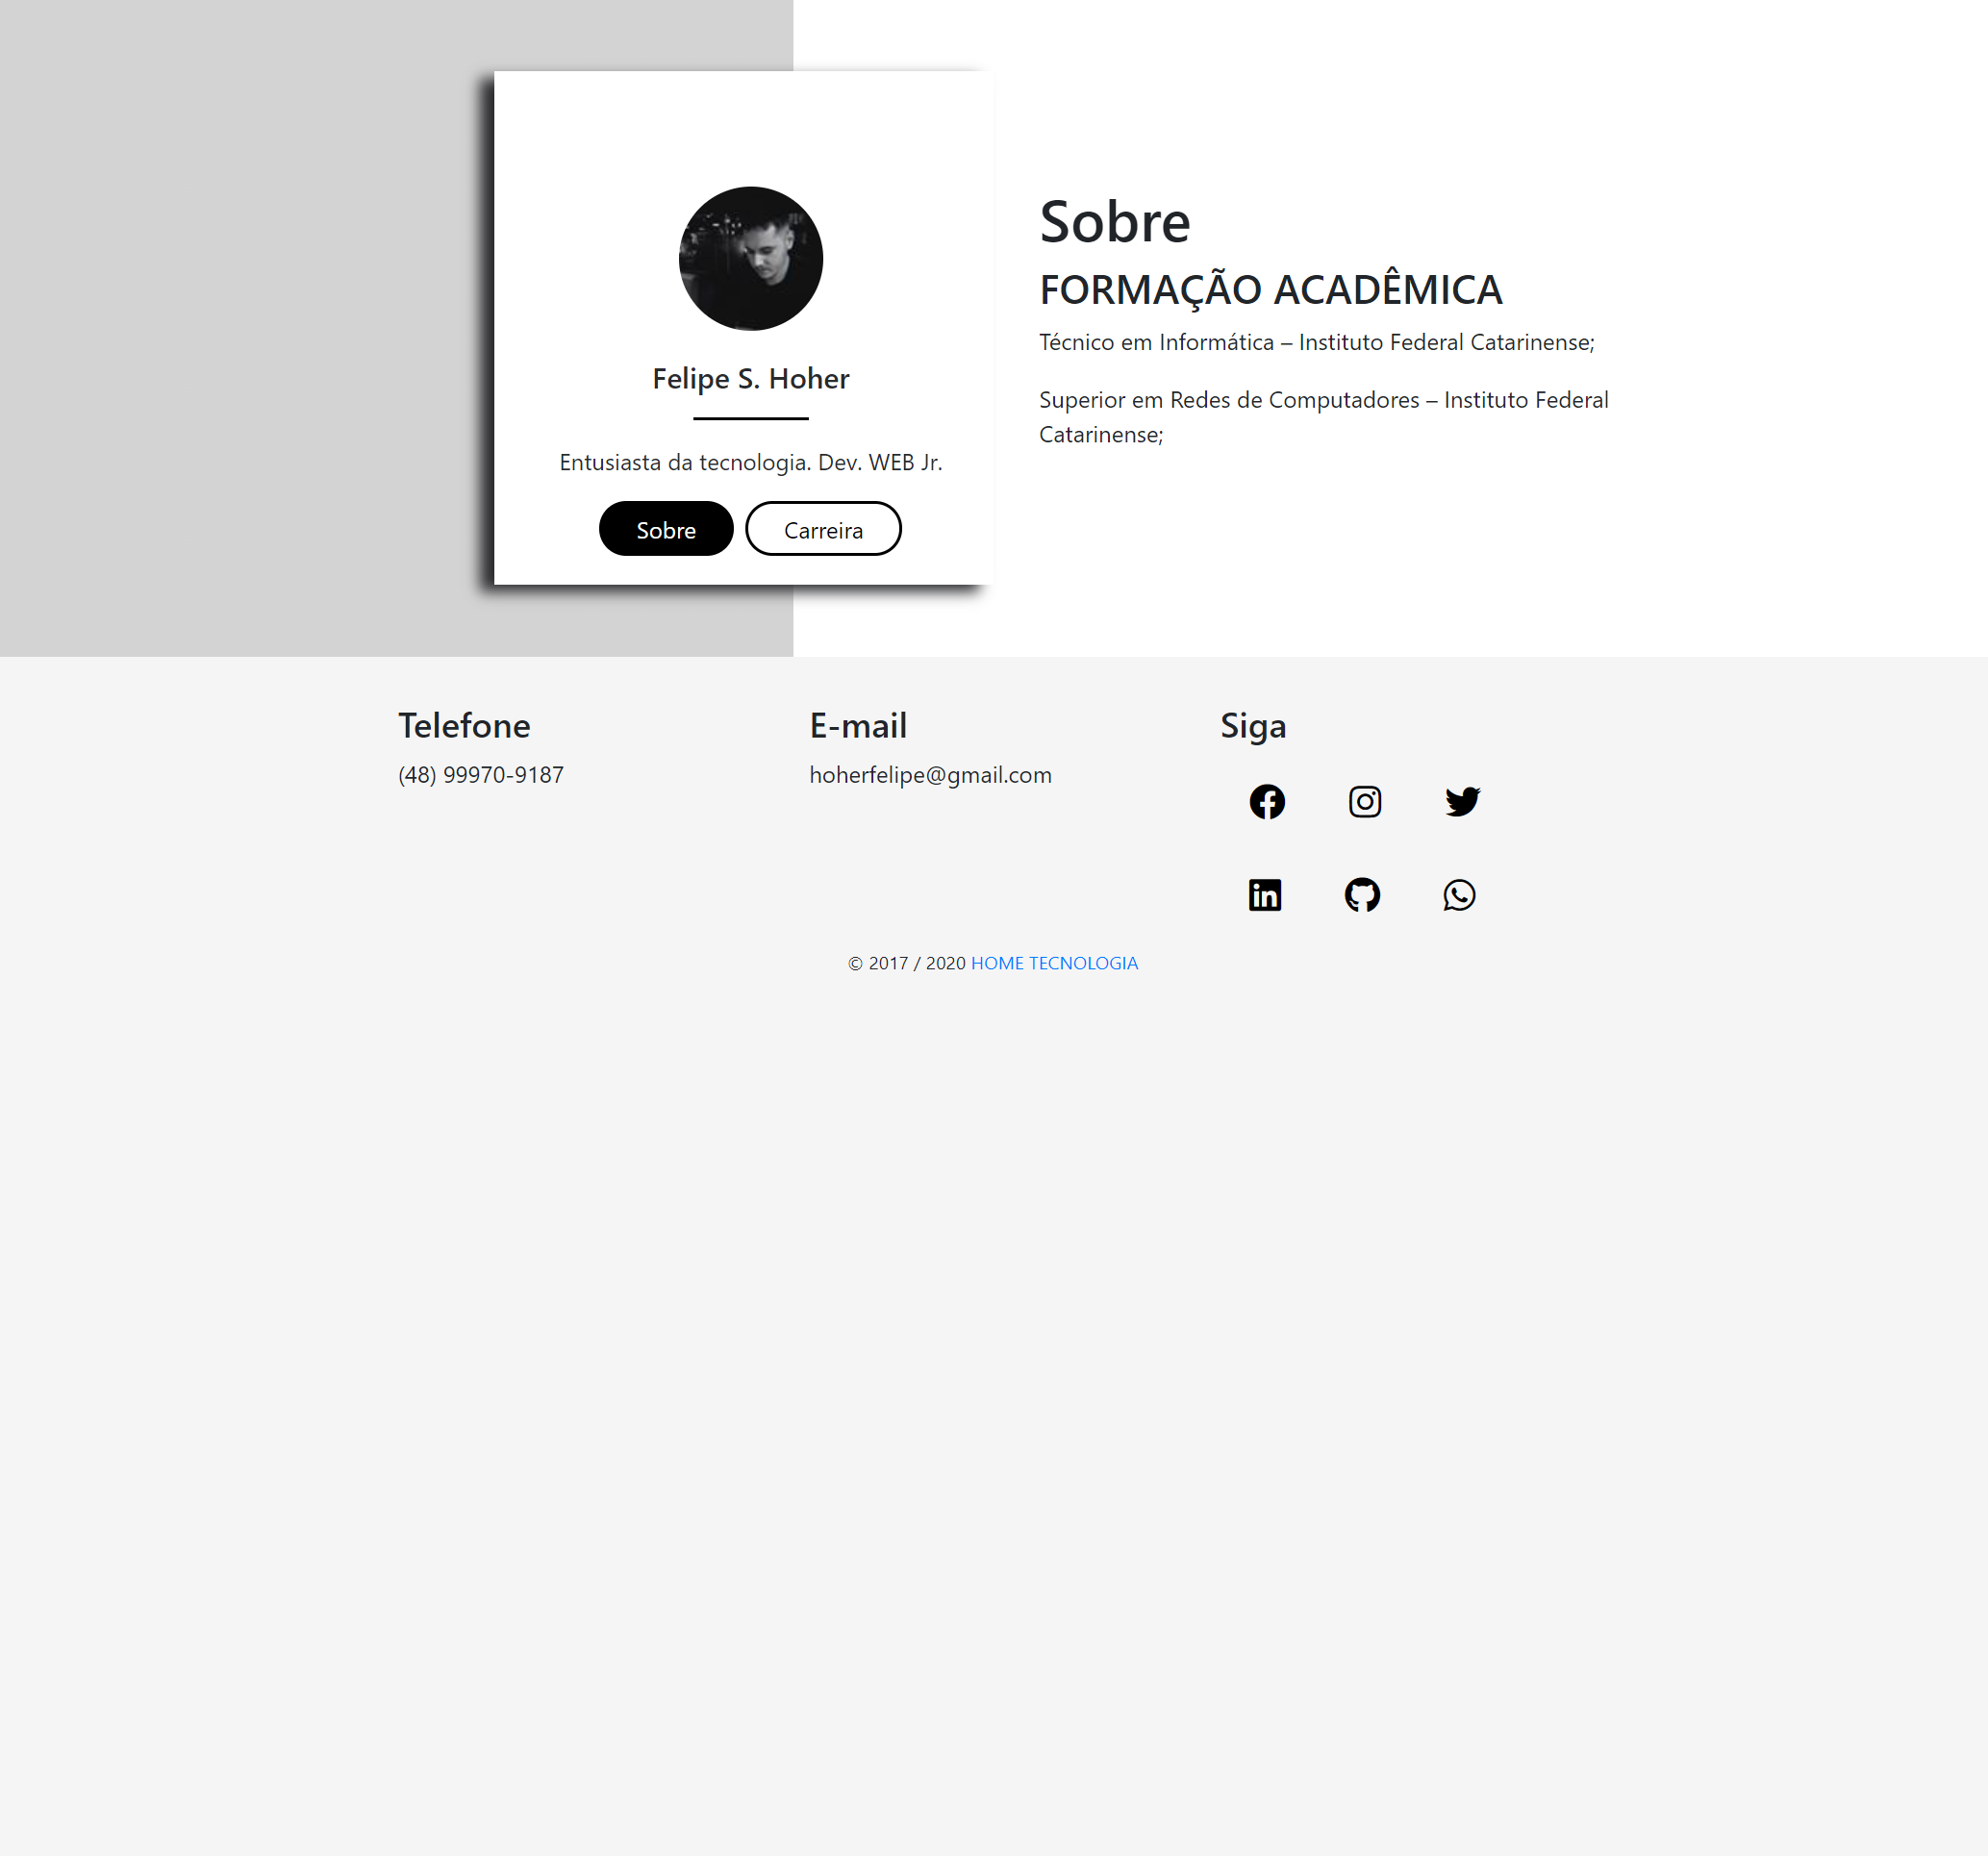 Felipe S. Hoher
Entusiasta da tecnologia. Dev. WEB Jr.
Sobre
Carreira
Sobre
FORMAÇÃO ACADÊMICA
Técnico em Informática – Instituto Federal Catarinense;
Superior em Redes de Computadores – Instituto Federal
Catarinense;
Telefone
(48) 99970-9187
E-mail
hoherfelipe@gmail.com
Siga
© 2017 / 2020 HOME TECNOLOGIA